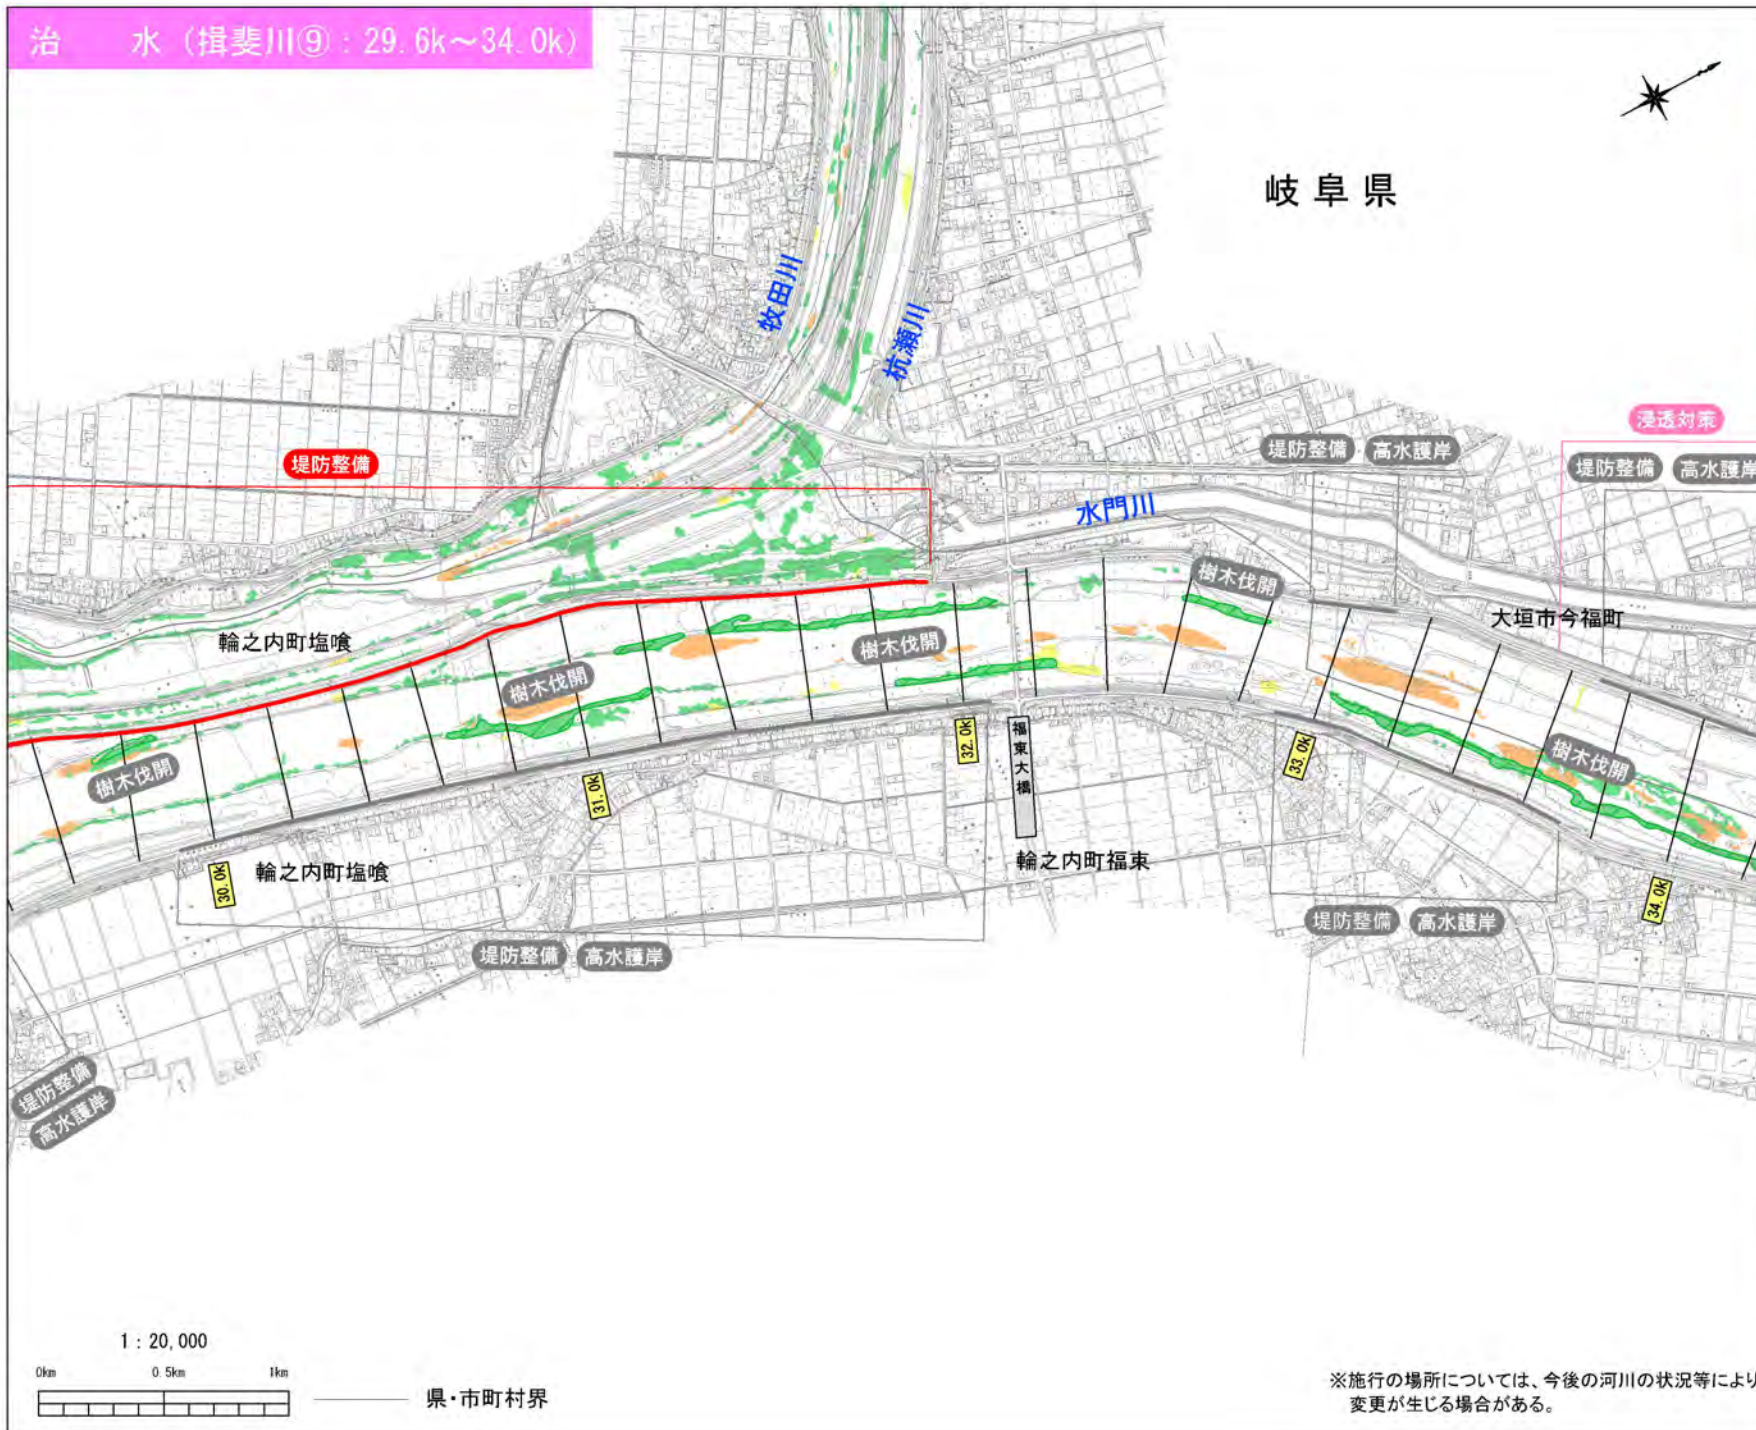 治　水（揖斐川⑨：29.6k～34.0k）
岐阜県
牧田川
杭瀬川
浸透対策
堤防整備
堤防整備 高水護岸
堤防整備 高水護岸
水門川
樹木伐開
大垣市今福町
輪之内町塩喰
樹木伐開
樹木伐開
樹木伐開
樹木伐開
32.0k
福東大橋
33.0k
31.0k
輪之内町塩喰
輪之内町福東
30.0k
34.0k
堤防整備 高水護岸
堤防整備 高水護岸
堤防整備
高水護岸
1：20,000
0km 0.5km 1km
県・市町村界
※施行の場所については、今後の河川の状況等により
変更が生じる場合がある。